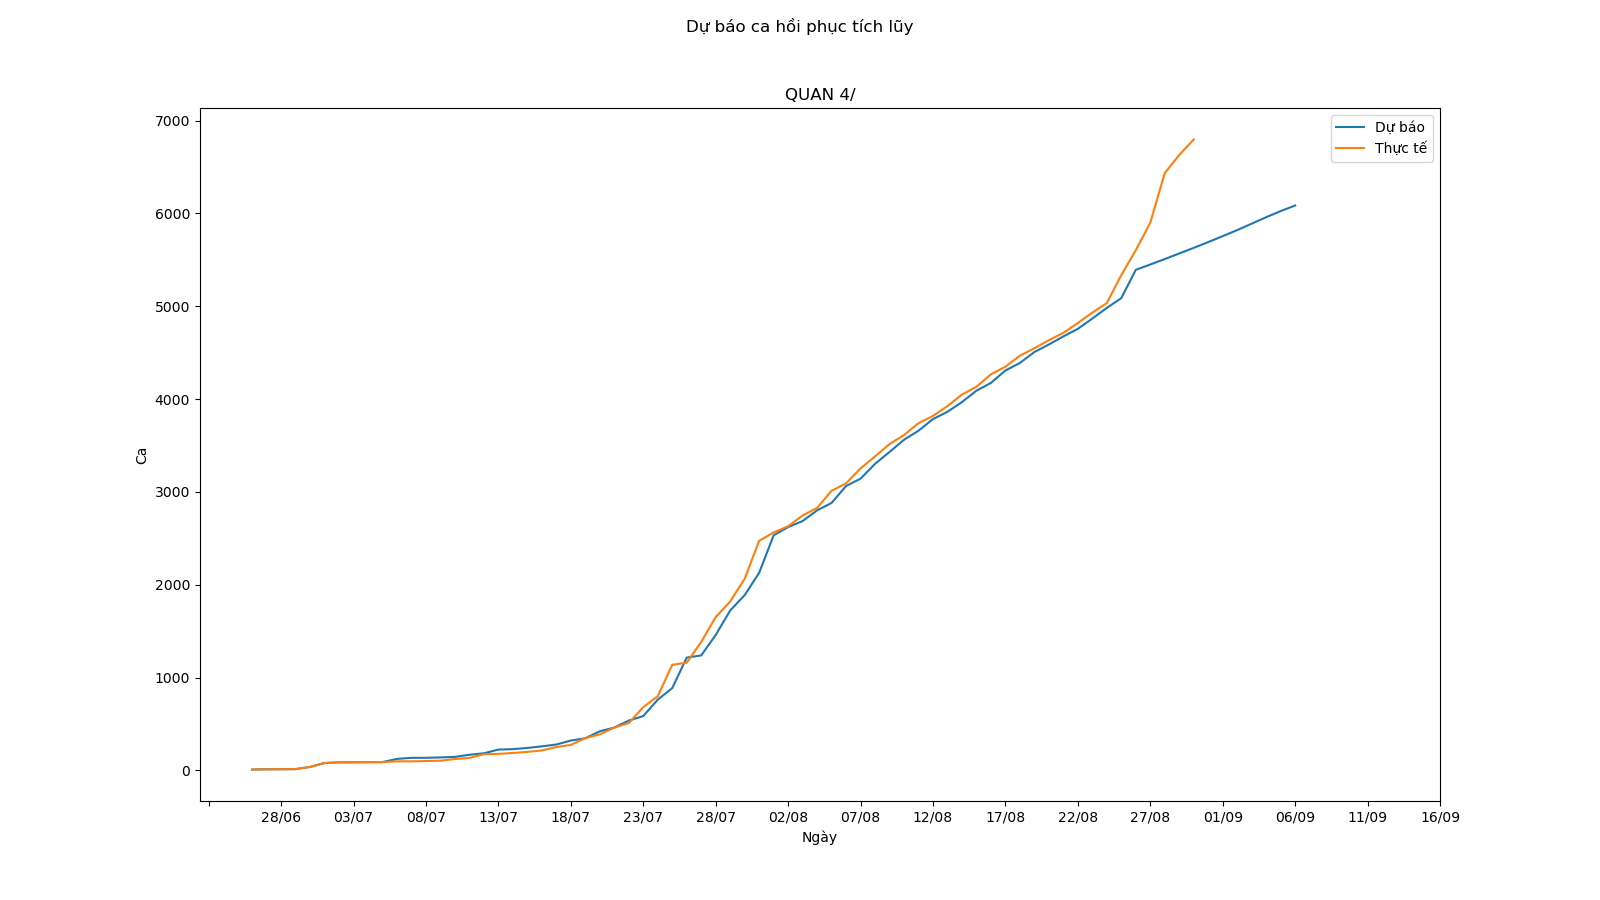 Dự báo ca hồi phục tích lũy
QUAN 4/
Dự báo
Thực tế
7000
6000
5000
4000
3000
2000
1000
0
Ca
28/06 03/07 08/07 13/07 18/07 23/07 28/07 02/08 07/08 12/08 17/08 22/08 27/08 01/09 06/09 11/09 16/09
Ngày